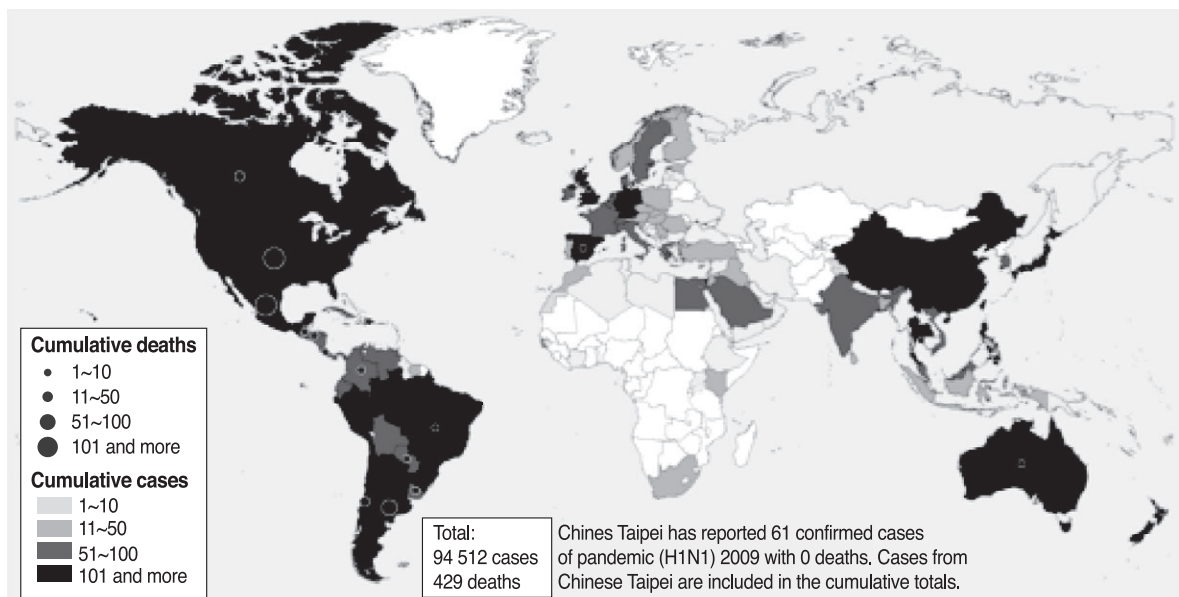 Cumulative deaths
1~10
11~50
51~100
101 and more
Cumulative cases
1~10
11~50
51~100
101 and more
Total:
94 512 cases
429 deaths
Chines Taipei has reported 61 confirmed cases
of pandemic (H1N1) 2009 with 0 deaths. Cases from
Chinese Taipei are included in the cumulative totals.